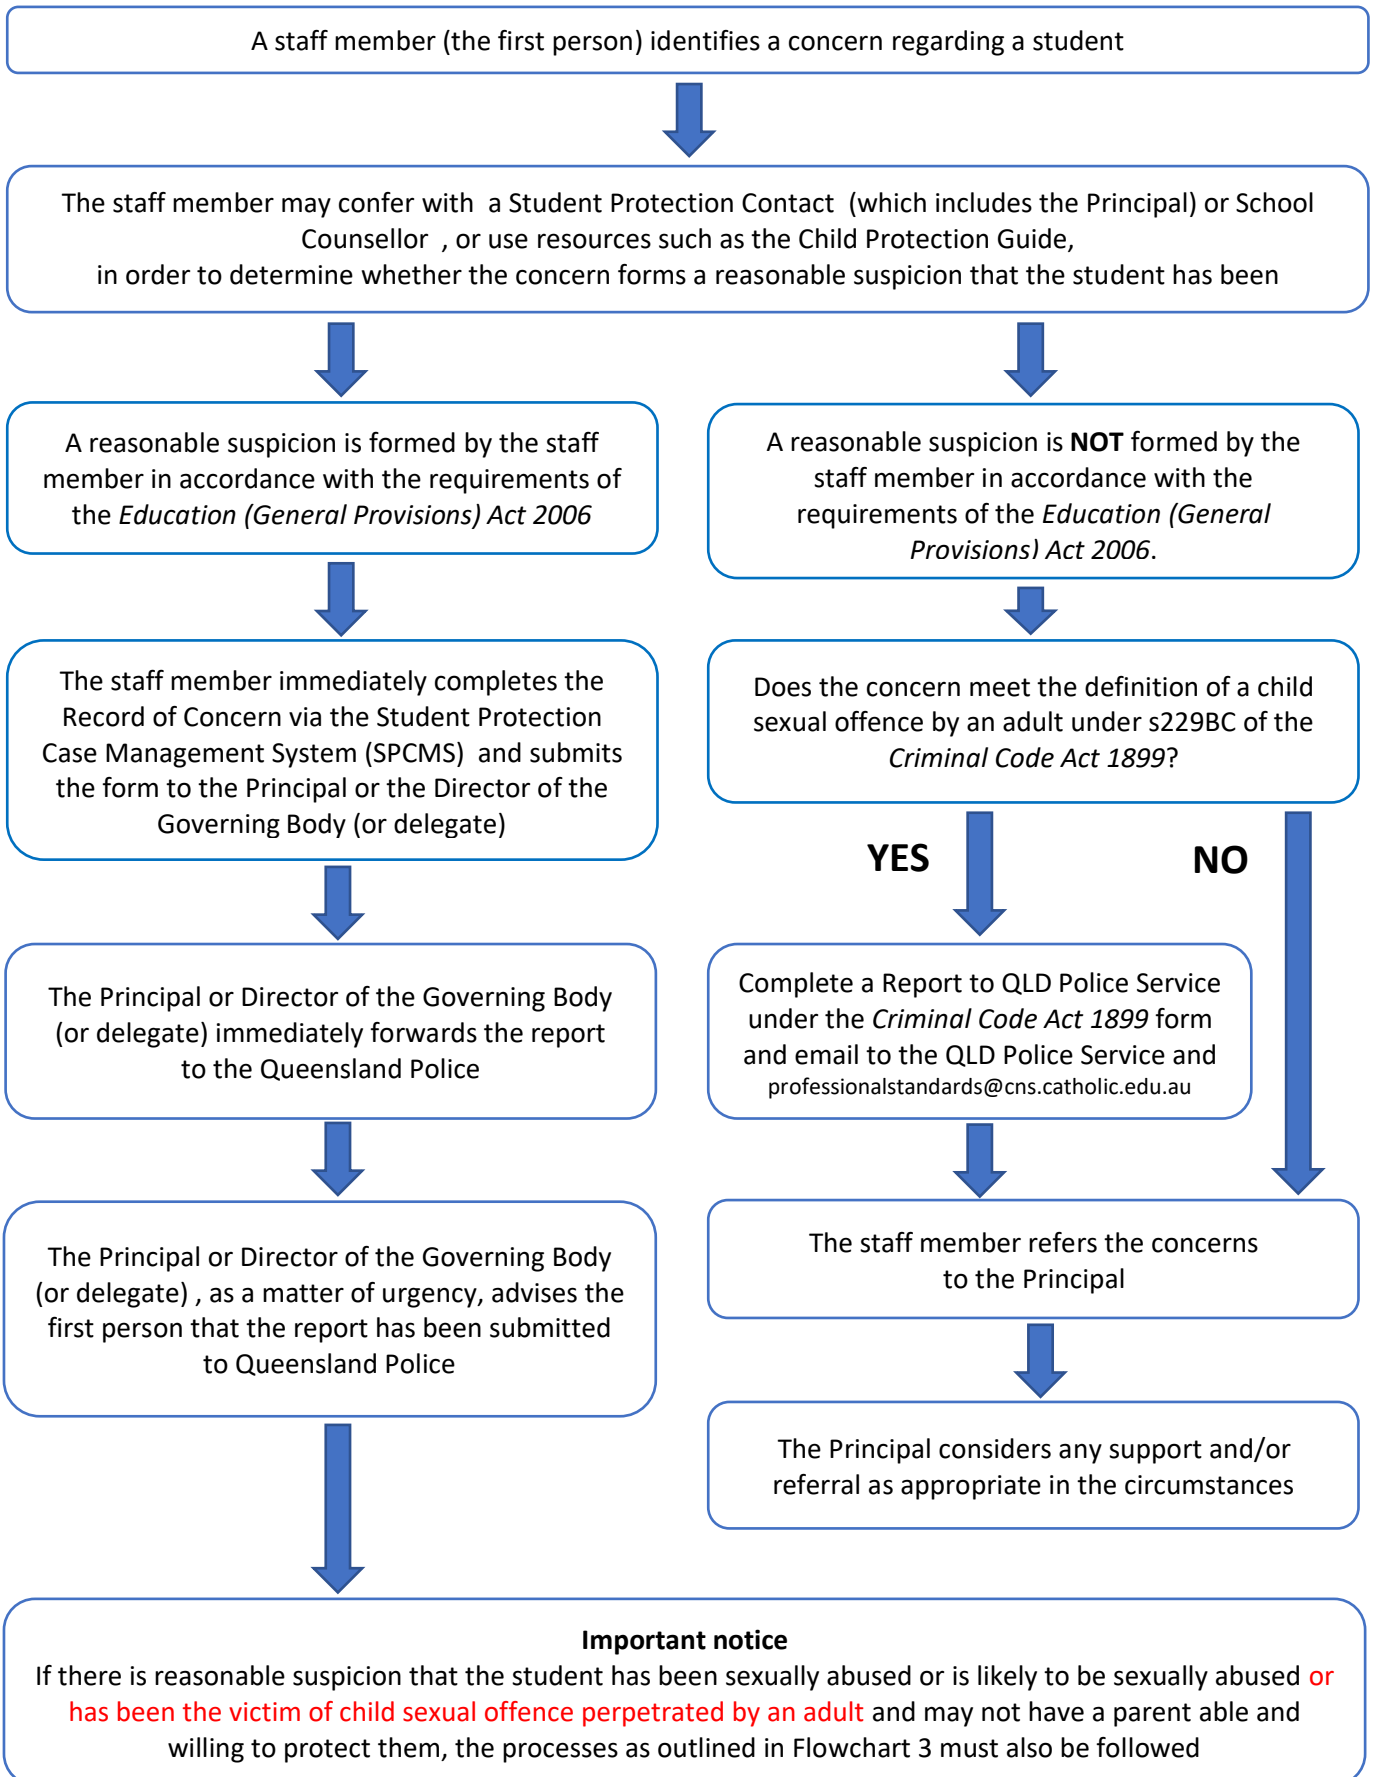 A staff member (the first person) identifies a concern regarding a student
The staff member may confer with a Student Protection Contact (which includes the Principal) or School
Counsellor , or use resources such as the Child Protection Guide,
in order to determine whether the concern forms a reasonable suspicion that the student has been
A reasonable suspicion is formed by the staff
member in accordance with the requirements of
the Education (General Provisions) Act 2006
A reasonable suspicion is NOT formed by the
staff member in accordance with the
requirements of the Education (General
Provisions) Act 2006.
The staff member immediately completes the
Record of Concern via the Student Protection
Case Management System (SPCMS) and submits
the form to the Principal or the Director of the
Governing Body (or delegate)
Does the concern meet the definition of a child
sexual offence by an adult under s229BC of the
Criminal Code Act 1899?
YES
NO
The Principal or Director of the Governing Body
(or delegate) immediately forwards the report
to the Queensland Police
Complete a Report to QLD Police Service
under the Criminal Code Act 1899 form
and email to the QLD Police Service and
professionalstandards@cns.catholic.edu.au
The Principal or Director of the Governing Body
(or delegate) , as a matter of urgency, advises the
first person that the report has been submitted
to Queensland Police
The staff member refers the concerns
to the Principal
The Principal considers any support and/or
referral as appropriate in the circumstances
Important notice
If there is reasonable suspicion that the student has been sexually abused or is likely to be sexually abused or
has been the victim of child sexual offence perpetrated by an adult and may not have a parent able and
willing to protect them, the processes as outlined in Flowchart 3 must also be followed